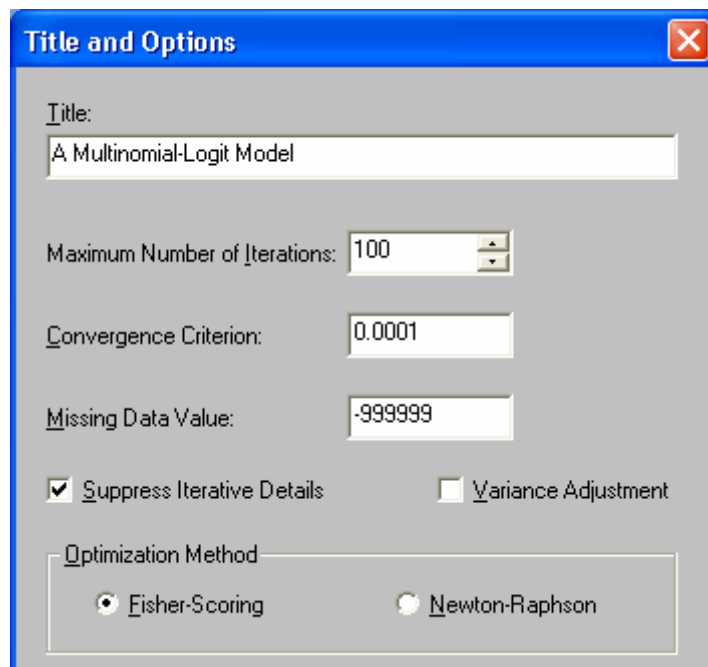 Title and Options
Title:
A Multinomial-Logit Model
Maximum Number of Iterations: 100
Convergence Criterion: 0.0001
Missing Data Value: -999999
Suppress Iterative Details Variance Adjustment
Optimization Method
Fisher-Scoring Newton-Raphson